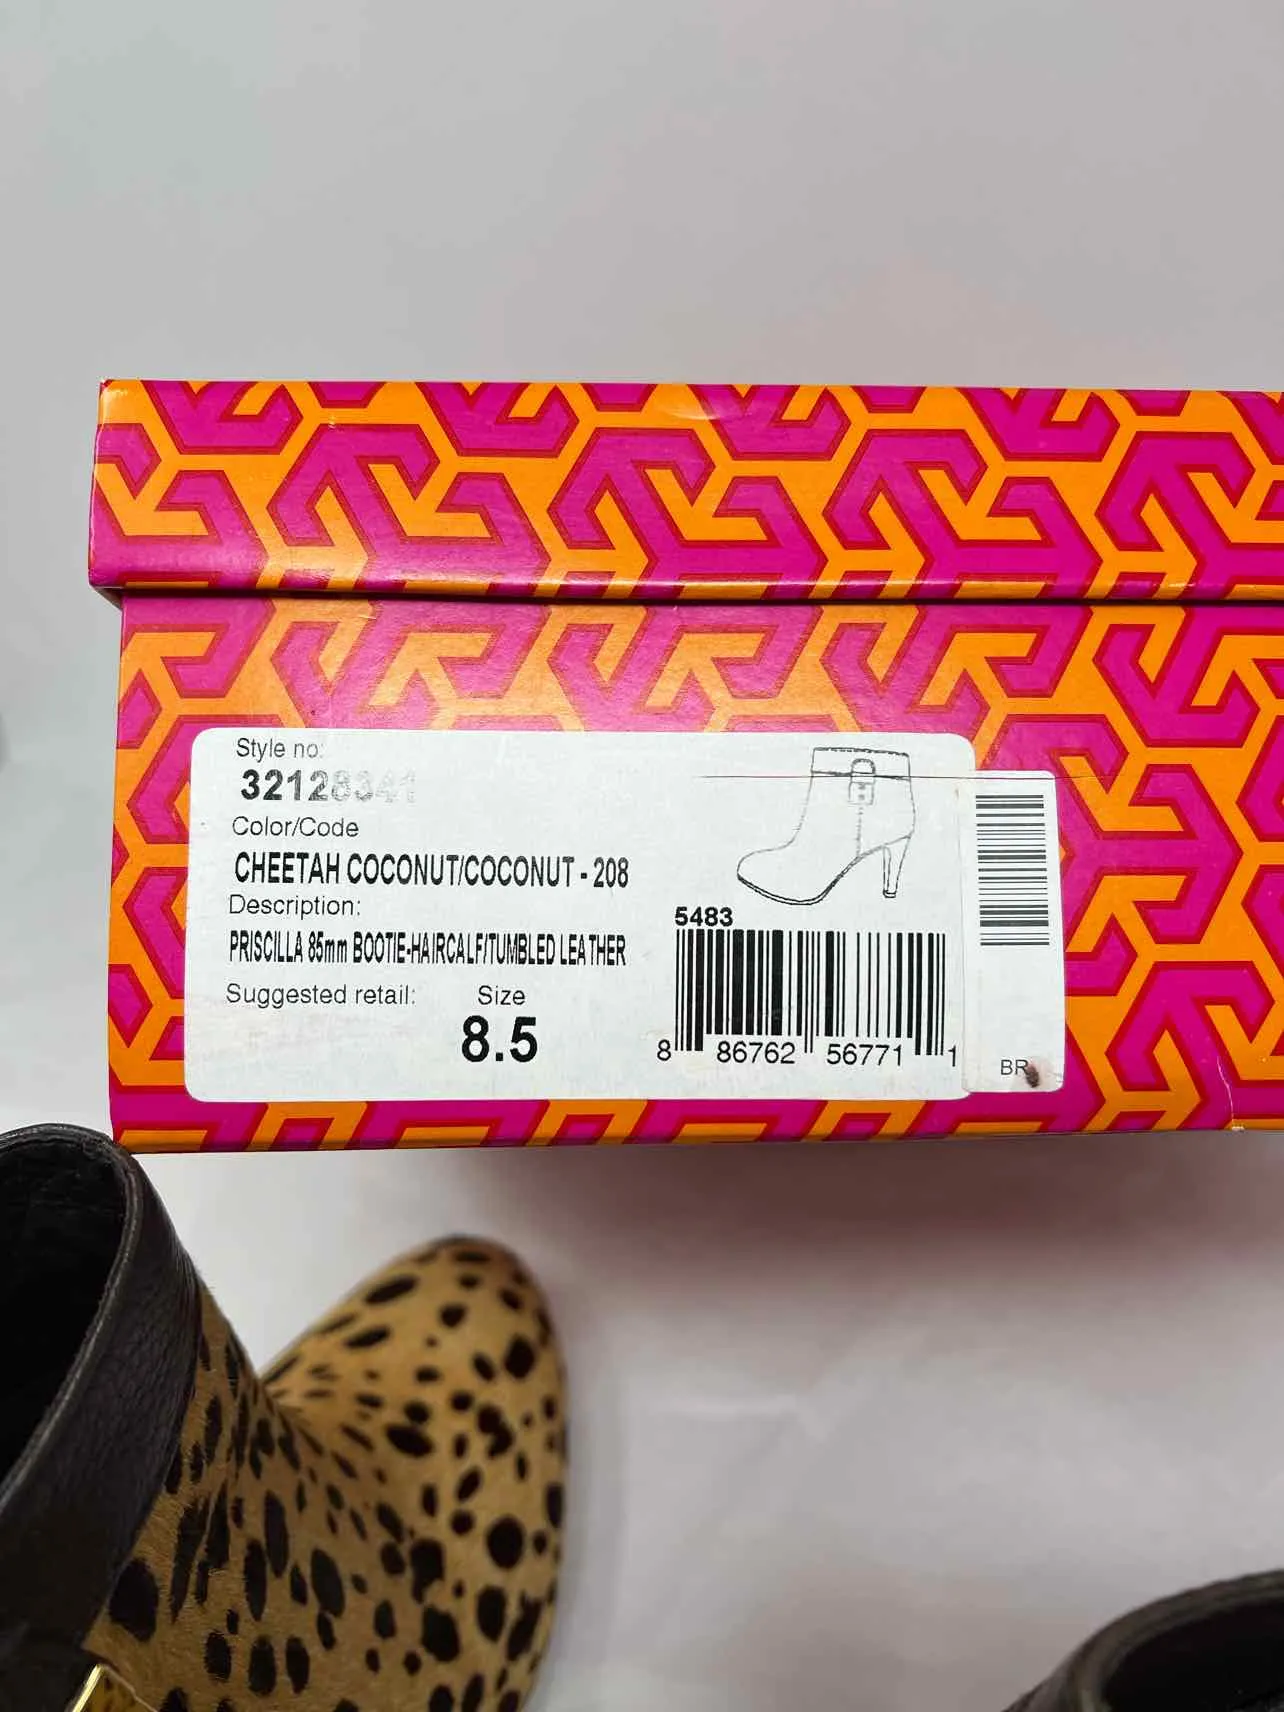 Style no:
32128341
Color/Code
CHEETAH COCONUT/COCONUT - 208
Description:
PRISCILLA 85mm BOOTIE-HAIRCALF/TUMBLED LEATHER
Suggested retail:
Size
8.5
5483
8 86762 56771 1
BR